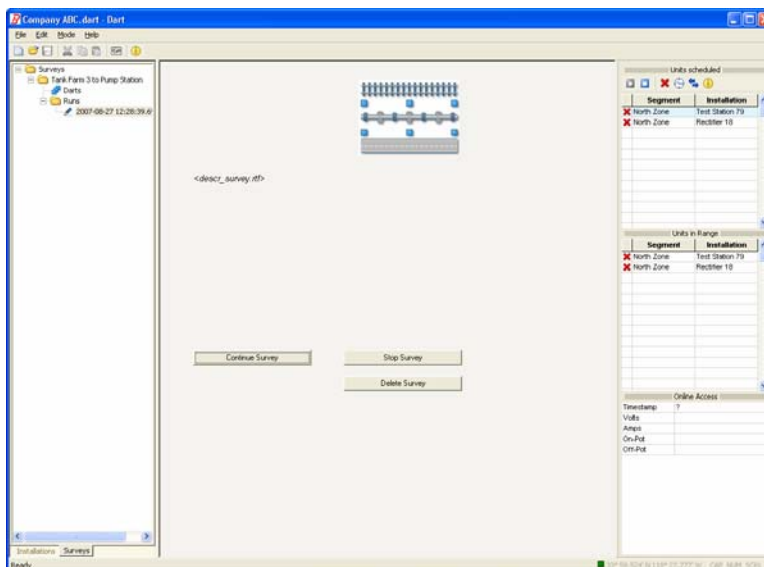 Company ABC.dart - Dart
File Edit Mode Help
Surveys
Tank Farm 3 to Pump Station
Darts
Runs
2007-08-27 12:28:39.6
<descr_survey.rtf>
Continue Survey
Stop Survey
Delete Survey
Units scheduled
Segment Installation
North Zone Test Station 79
North Zone Rectifier 18
Units in Range
Segment Installation
North Zone Test Station 79
North Zone Rectifier 18
Online Access
Timestamp ?
Volts
Amps
On-Pot
Off-Pot
Installations Surveys
Ready